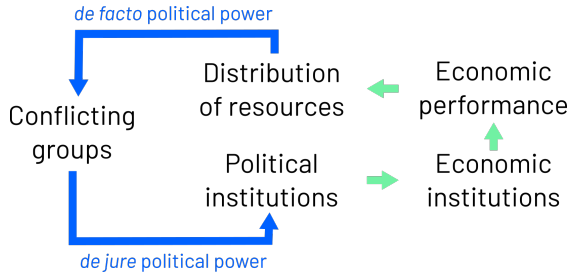 de facto political power
Distribution
of resources
Economic
performance
Conflicting
groups
Political
institutions
Economic
institutions
de jure political power